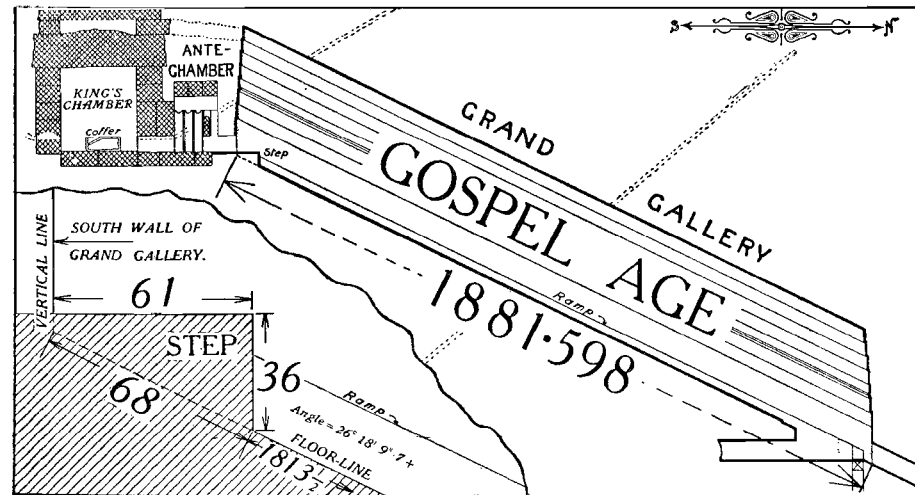 S N
ANTE-
CHAMBER
KING'S
CHAMBER
Coffer
Step
GRAND
GALLERY
GOSPEL AGE
Ramp
1881·598
VERTICAL LINE
SOUTH WALL OF
GRAND GALLERY.
61
STEP
36
68
Ramp
Angle = 26° 18' 9" 7 +
FLOOR-LINE
1813½